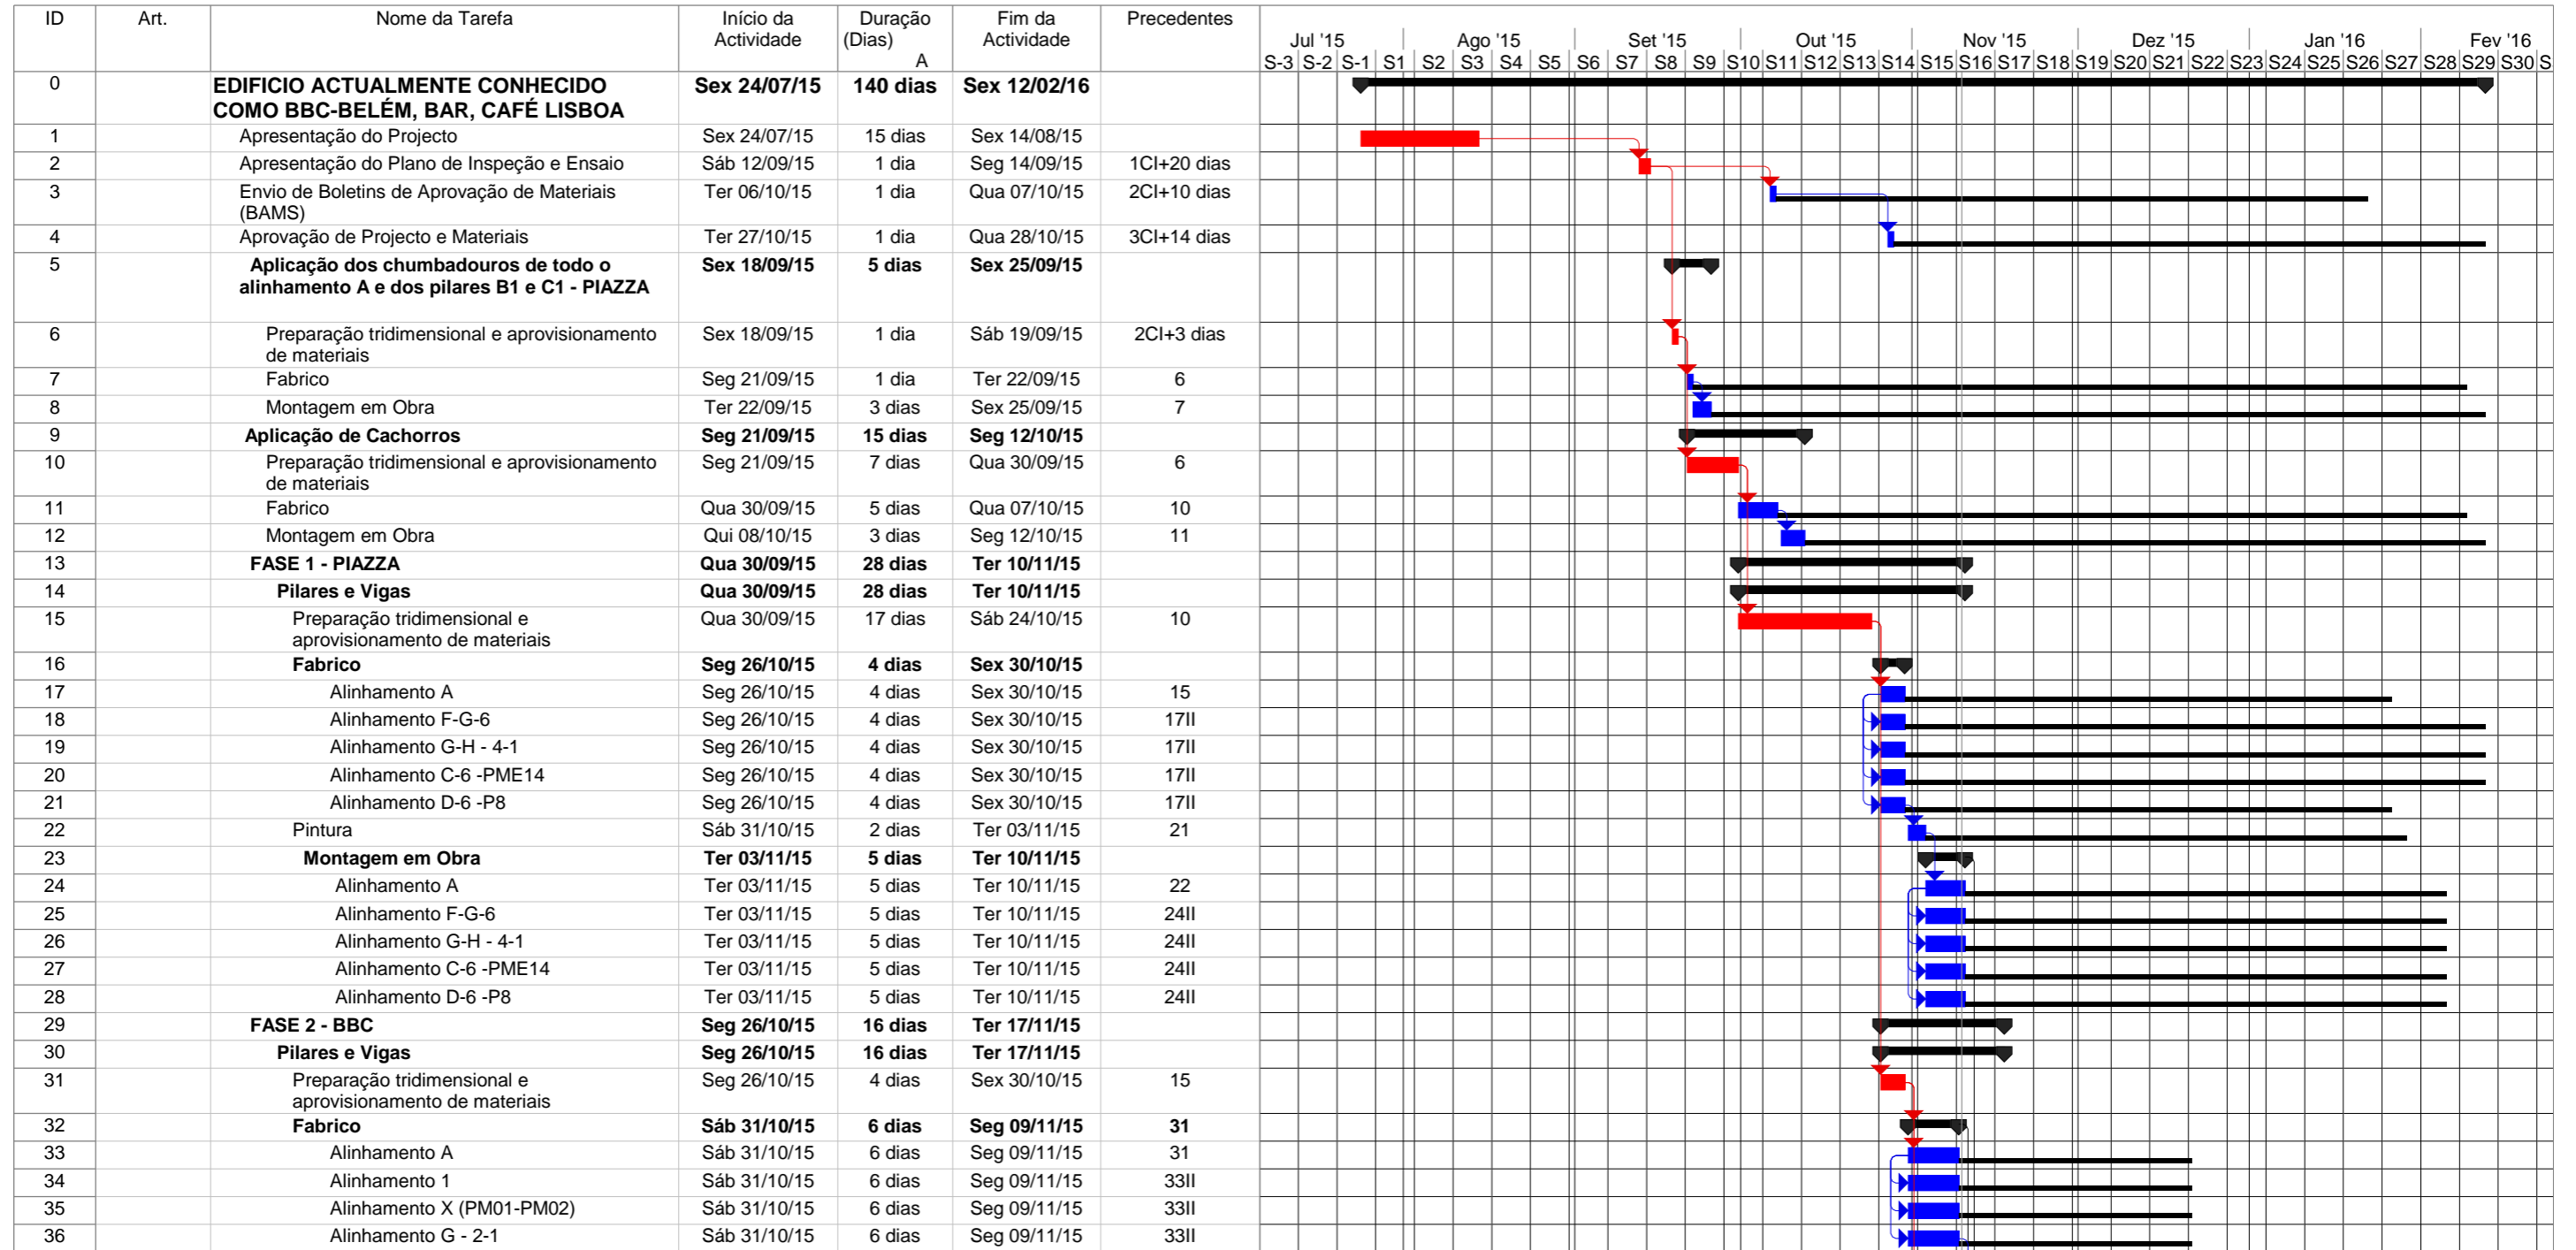 ID Art. Nome da Tarefa Início da Actividade Duração (Dias) A Fim da Actividade Precedentes
Jul '15 Ago '15 Set '15 Out '15 Nov '15 Dez '15 Jan '16 Fev '16
S-3 S-2 S-1 S1 S2 S3 S4 S5 S6 S7 S8 S9 S10 S11 S12 S13 S14 S15 S16 S17 S18 S19 S20 S21 S22 S23 S24 S25 S26 S27 S28 S29 S30 S
0 EDIFICIO ACTUALMENTE CONHECIDO Sex 24/07/15 140 dias Sex 12/02/16
COMO BBC-BELÉM, BAR, CAFÉ LISBOA
1 Apresentação do Projecto Sex 24/07/15 15 dias Sex 14/08/15
2 Apresentação do Plano de Inspeção e Ensaio Sáb 12/09/15 1 dia Seg 14/09/15 1CI+20 dias
3 Envio de Boletins de Aprovação de Materiais Ter 06/10/15 1 dia Qua 07/10/15 2CI+10 dias
(BAMS)
4 Aprovação de Projecto e Materiais Ter 27/10/15 1 dia Qua 28/10/15 3CI+14 dias
5 Aplicação dos chumbadouros de todo o Sex 18/09/15 5 dias Sex 25/09/15
alinhamento A e dos pilares B1 e C1 - PIAZZA
6 Preparação tridimensional e aprovisionamento Sex 18/09/15 1 dia Sáb 19/09/15 2CI+3 dias
de materiais
7 Fabrico Seg 21/09/15 1 dia Ter 22/09/15 6
8 Montagem em Obra Ter 22/09/15 3 dias Sex 25/09/15 7
9 Aplicação de Cachorros Seg 21/09/15 15 dias Seg 12/10/15
10 Preparação tridimensional e aprovisionamento Seg 21/09/15 7 dias Qua 30/09/15 6
de materiais
11 Fabrico Qua 30/09/15 5 dias Qua 07/10/15 10
12 Montagem em Obra Qui 08/10/15 3 dias Seg 12/10/15 11
13 FASE 1 - PIAZZA Qua 30/09/15 28 dias Ter 10/11/15
14 Pilares e Vigas Qua 30/09/15 28 dias Ter 10/11/15
15 Preparação tridimensional e Qua 30/09/15 17 dias Sáb 24/10/15 10
aprovisionamento de materiais
16 Fabrico Seg 26/10/15 4 dias Sex 30/10/15
17 Alinhamento A Seg 26/10/15 4 dias Sex 30/10/15 15
18 Alinhamento F-G-6 Seg 26/10/15 4 dias Sex 30/10/15 17II
19 Alinhamento G-H - 4-1 Seg 26/10/15 4 dias Sex 30/10/15 17II
20 Alinhamento C-6 -PME14 Seg 26/10/15 4 dias Sex 30/10/15 17II
21 Alinhamento D-6 -P8 Seg 26/10/15 4 dias Sex 30/10/15 17II
22 Pintura Sáb 31/10/15 2 dias Ter 03/11/15 21
23 Montagem em Obra Ter 03/11/15 5 dias Ter 10/11/15
24 Alinhamento A Ter 03/11/15 5 dias Ter 10/11/15 22
25 Alinhamento F-G-6 Ter 03/11/15 5 dias Ter 10/11/15 24II
26 Alinhamento G-H - 4-1 Ter 03/11/15 5 dias Ter 10/11/15 24II
27 Alinhamento C-6 -PME14 Ter 03/11/15 5 dias Ter 10/11/15 24II
28 Alinhamento D-6 -P8 Ter 03/11/15 5 dias Ter 10/11/15 24II
29 FASE 2 - BBC Seg 26/10/15 16 dias Ter 17/11/15
30 Pilares e Vigas Seg 26/10/15 16 dias Ter 17/11/15
31 Preparação tridimensional e Seg 26/10/15 4 dias Sex 30/10/15 15
aprovisionamento de materiais
32 Fabrico Sáb 31/10/15 6 dias Seg 09/11/15 31
33 Alinhamento A Sáb 31/10/15 6 dias Seg 09/11/15 31
34 Alinhamento 1 Sáb 31/10/15 6 dias Seg 09/11/15 33II
35 Alinhamento X (PM01-PM02) Sáb 31/10/15 6 dias Seg 09/11/15 33II
36 Alinhamento G - 2-1 Sáb 31/10/15 6 dias Seg 09/11/15 33II